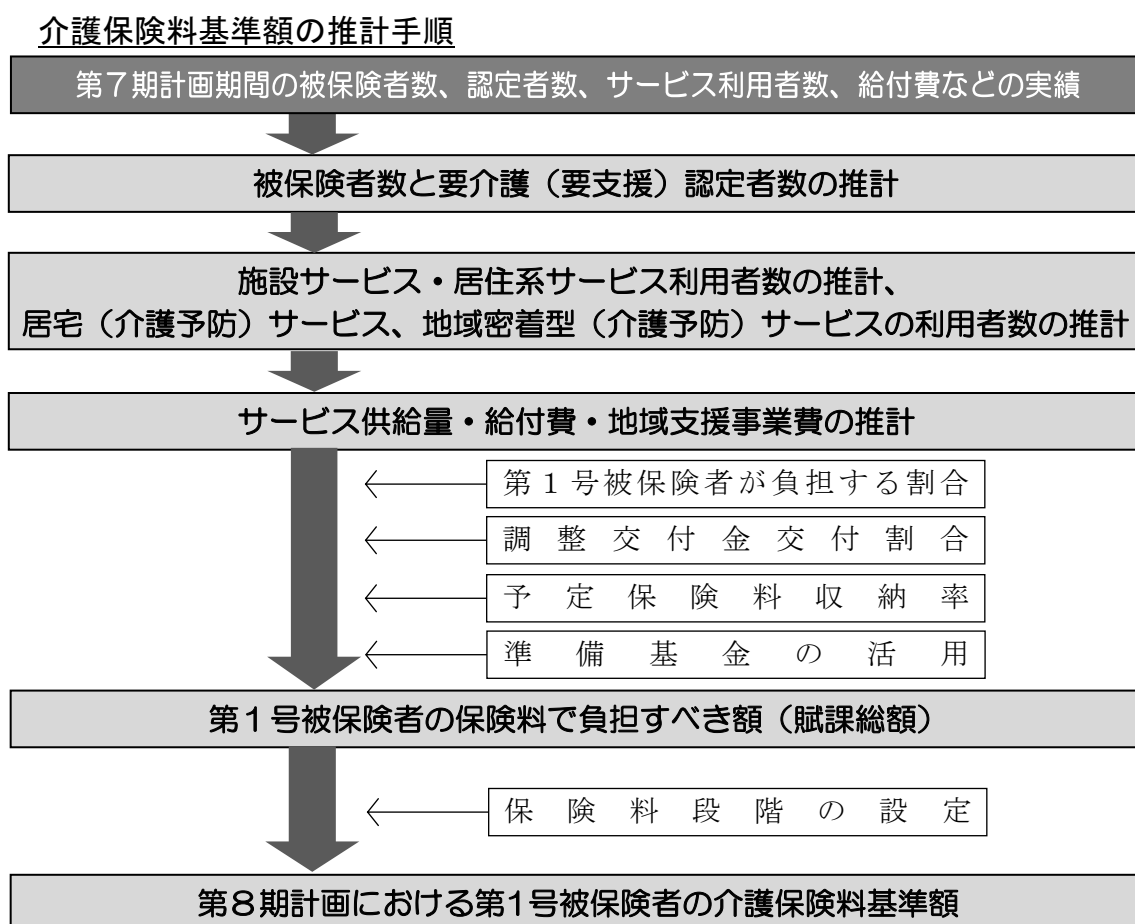 介護保険料基準額の推計手順
第７期計画期間の被保険者数、認定者数、サービス利用者数、給付費などの実績
被保険者数と要介護（要支援）認定者数の推計
施設サービス・居住系サービス利用者数の推計、
居宅（介護予防）サービス、地域密着型（介護予防）サービスの利用者数の推計
サービス供給量・給付費・地域支援事業費の推計
第１号被保険者が負担する割合
調整交付金交付割合
予定保険料収納率
準備基金の活用
第１号被保険者の保険料で負担すべき額（賦課総額）
保険料段階の設定
第８期計画における第1号被保険者の介護保険料基準額